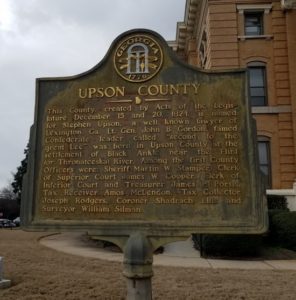 GEORGIA
1776
UPSON COUNTY
This County, created by Acts of the Legis-
lature December 15 and 20, 1824, is named
for Stephen Upson, a well known lawyer of
Lexington, Ga. Lt. Gen. John B. Gordon, famed
Confederate leader called "second only to the
great Lee" was born in Upson County at the
settlement of Black Ankle near the Flint
or Thronateeska River. Among the first County
Officers were: Sheriff Martin W. Stamper, Clerk
of Superior Court James W. Cooper, Clerk of
Inferior Court and Treasurer James H.
Tax Receiver Amos McLendon, Tax Collector
Joseph Rodgers, Coroner Shadrach Ellis and
Surveyor William